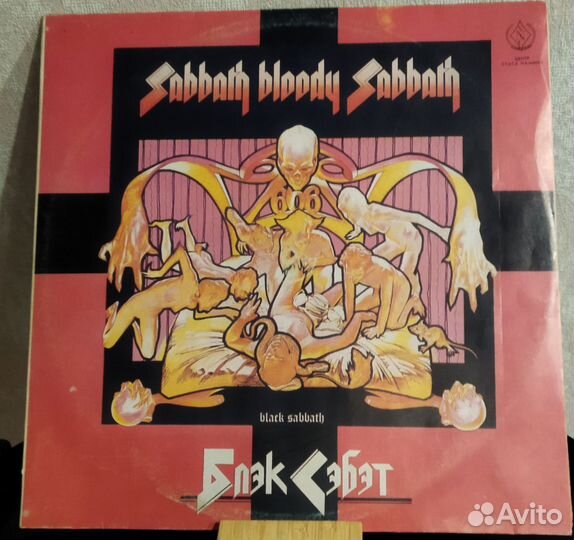 Sabbath bloody Sabbath
666
black sabbath
Блэк Сэбэт
Avito